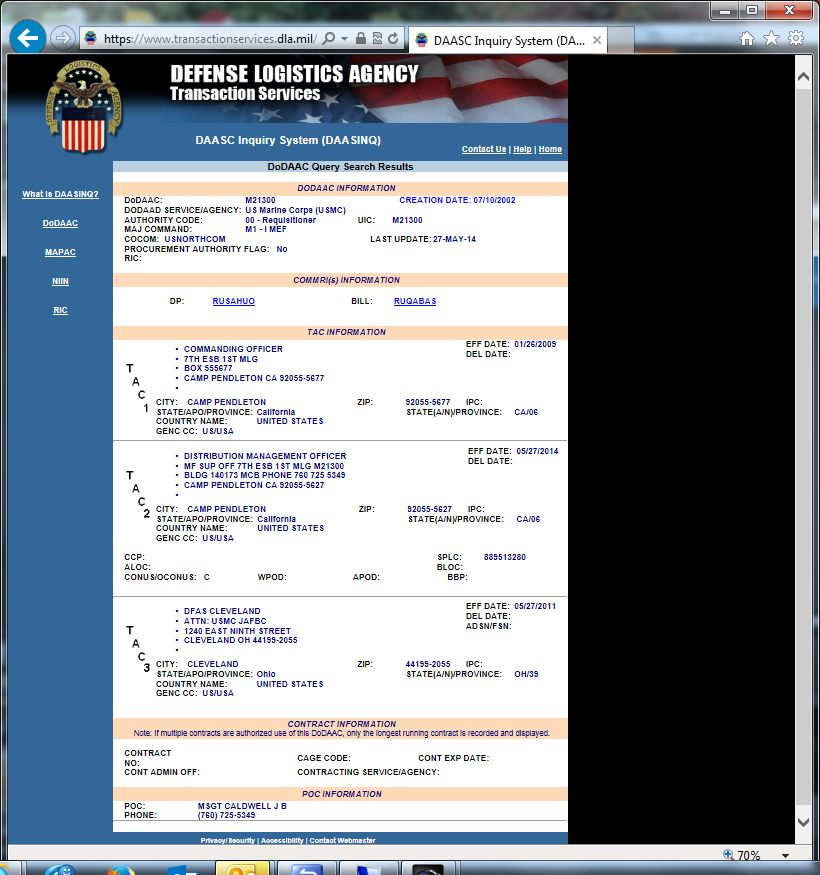 https://www.transactionservices.dla.mil/
DAASC Inquiry System (DA...
DEFENSE LOGISTICS AGENCY
DEFENSE LOGISTICS AGENCY
Transaction Services
DAASC Inquiry System (DAASINQ)
Contact Us | Help | Home
What is DAASINQ?
DoDAAC
MAPAC
NIIN
RIC
DoDAAC Query Search Results
DODAAC INFORMATION
DoDAAC: M21300 CREATION DATE: 07/10/2002
DODAAD SERVICE/AGENCY: US Marine Corps (USMC)
AUTHORITY CODE: 00 - Requisitioner UIC: M21300
MAJ COMMAND: M1 - I MEF
COCOM: USNORTHCOM LAST UPDATE: 27-MAY-14
PROCUREMENT AUTHORITY FLAG: No
RIC:
COMMRI(s) INFORMATION
DP: RUSAHUO BILL: RUQABAS
TAC INFORMATION
TAC1
EFF DATE: 01/26/2009
DEL DATE:
• COMMANDING OFFICER
• 7TH ESB 1ST MLG
• BOX 555677
• CAMP PENDLETON CA 92055-5677
•
CITY: CAMP PENDLETON ZIP: 92055-5677 IPC:
STATE/APO/PROVINCE: California STATE(A/N)/PROVINCE: CA/06
COUNTRY NAME: UNITED STATES
GENC CC: US/USA
TAC2
EFF DATE: 05/27/2014
DEL DATE:
• DISTRIBUTION MANAGEMENT OFFICER
• MF SUP OFF 7TH ESB 1ST MLG M21300
• BLDG 140173 MCB PHONE 760 725 5349
• CAMP PENDLETON CA 92055-5627
•
CITY: CAMP PENDLETON ZIP: 92055-5627 IPC:
STATE/APO/PROVINCE: California STATE(A/N)/PROVINCE: CA/06
COUNTRY NAME: UNITED STATES
GENC CC: US/USA
CCP: SPLC: 889513280
ALOC: BLOC:
CONUS/OCONUS: C WPOD: APOD: BBP:
TAC3
EFF DATE: 05/27/2011
DEL DATE:
ADSN/FSN:
• DFAS CLEVELAND
• ATTN: USMC JAFBC
• 1240 EAST NINTH STREET
• CLEVELAND OH 44199-2055
•
CITY: CLEVELAND ZIP: 44199-2055 IPC:
STATE/APO/PROVINCE: Ohio STATE(A/N)/PROVINCE: OH/39
COUNTRY NAME: UNITED STATES
GENC CC: US/USA
CONTRACT INFORMATION
Note: If multiple contracts are authorized use of this DoDAAC, only the longest running contract is recorded and displayed.
CONTRACT
NO: CAGE CODE: CONT EXP DATE:
CONT ADMIN OFF: CONTRACTING SERVICE/AGENCY:
POC INFORMATION
POC: MSGT CALDWELL J B
PHONE: (760) 725-5349
Privacy/Security | Accessibility | Contact Webmaster
70%